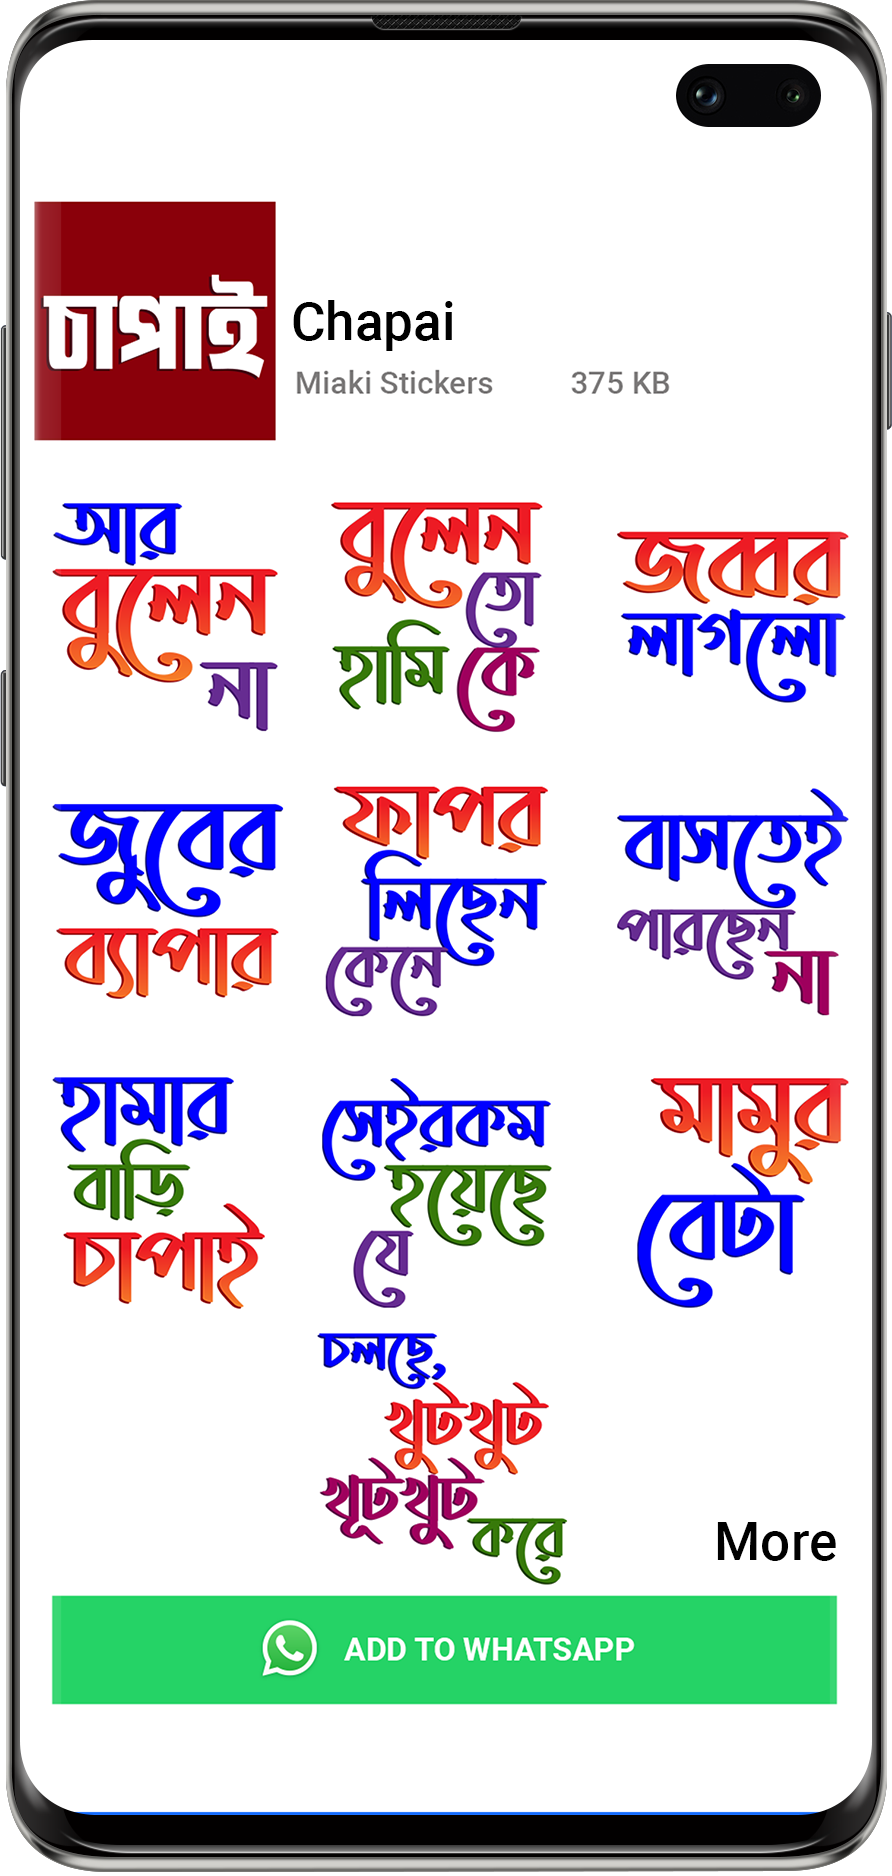 চাপাই
Chapai
Miaki Stickers 375 KB
আর
বুলেন
না
বুলেন
তো
হামি কে
জব্বর
লাগলো
জুবের
ব্যাপার
ফাপর
লিছেন
কেনে
বাসতেই
পারছেন
না
হামার
বাড়ি
চাপাই
সেইরকম
হয়েছে
যে
মামুর
বেটা
চলছে,
খুটখুট
খূটখুট
করে
More
ADD TO WHATSAPP